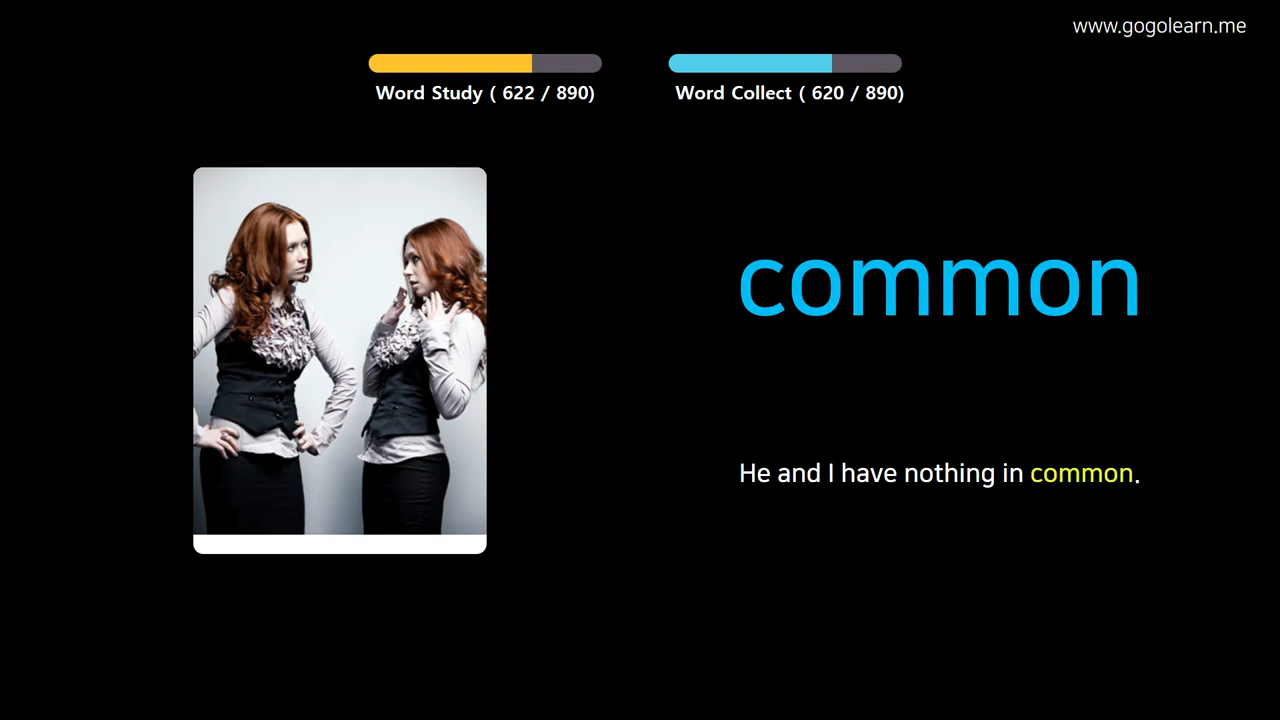 www.gogolearn.me
Word Study ( 622 / 890)
Word Collect ( 620 / 890)
common
He and I have nothing in common.